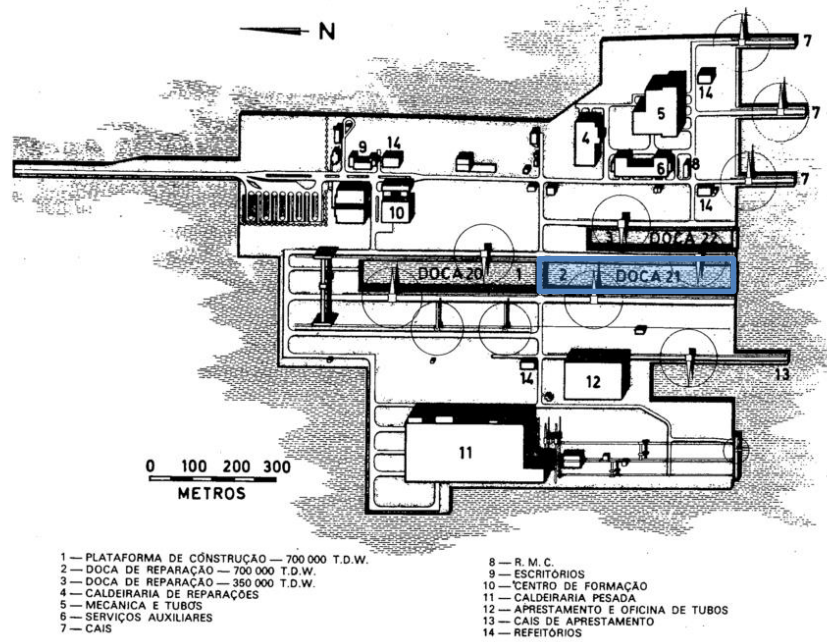 N
7
14
5
7
4
9
14
6
8
7
14
10
3 DOCA 22
DOCA 20 1
2 DOCA 21
14
12
13
11
0 100 200 300
METROS
1 — PLATAFORMA DE CONSTRUÇÃO — 700 000 T.D.W.
2 — DOCA DE REPARAÇÃO — 700 000 T.D.W.
3 — DOCA DE REPARAÇÃO — 350 000 T.D.W.
4 — CALDEIRARIA DE REPARAÇÕES
5 — MECÂNICA E TUBOS
6 — SERVIÇOS AUXILIARES
7 — CAIS
8 — R. M. C.
9 — ESCRITÓRIOS
10 — CENTRO DE FORMAÇÃO
11 — CALDEIRARIA PESADA
12 — APRESTAMENTO E OFICINA DE TUBOS
13 — CAIS DE APRESTAMENTO
14 — REFEITÓRIOS